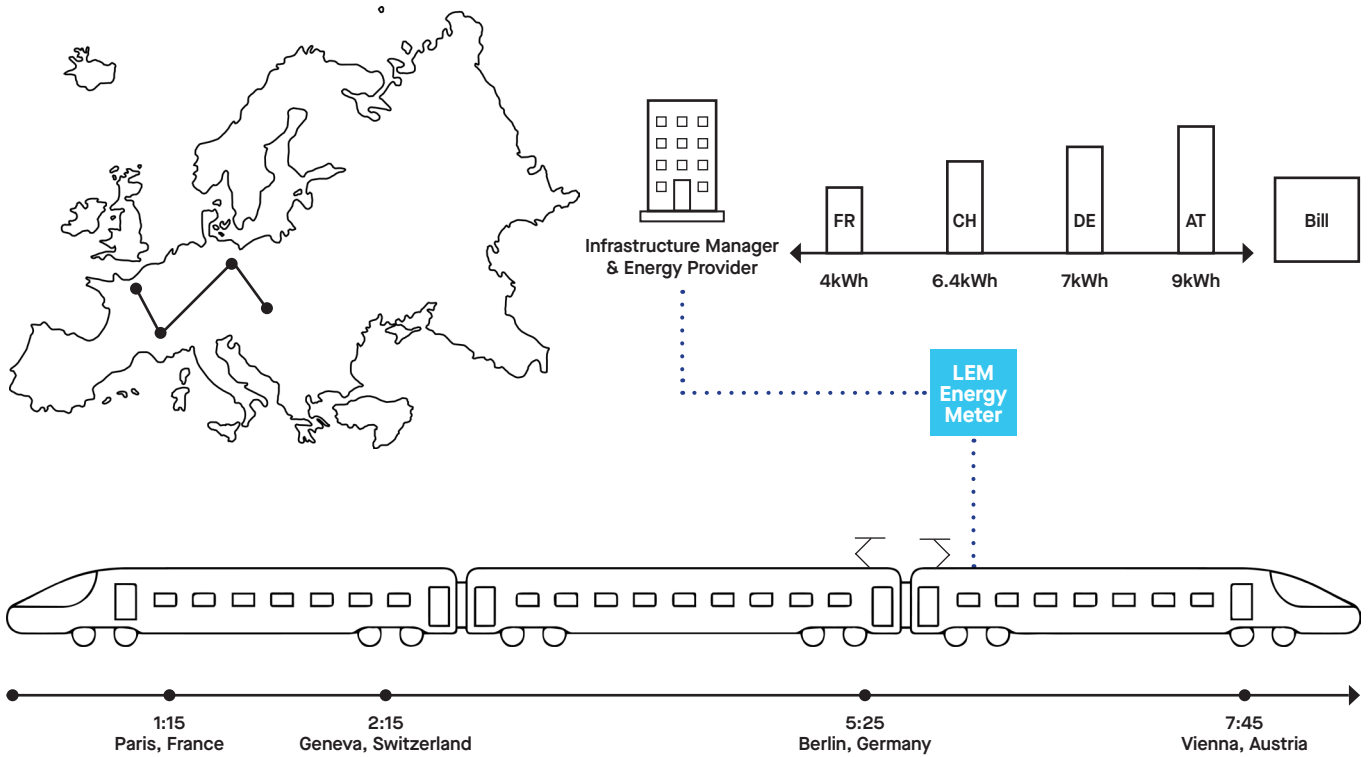 Infrastructure Manager
& Energy Provider
FR
CH
DE
AT
Bill
4kWh
6.4kWh
7kWh
9kWh
LEM
Energy
Meter
1:15
Paris, France
2:15
Geneva, Switzerland
5:25
Berlin, Germany
7:45
Vienna, Austria